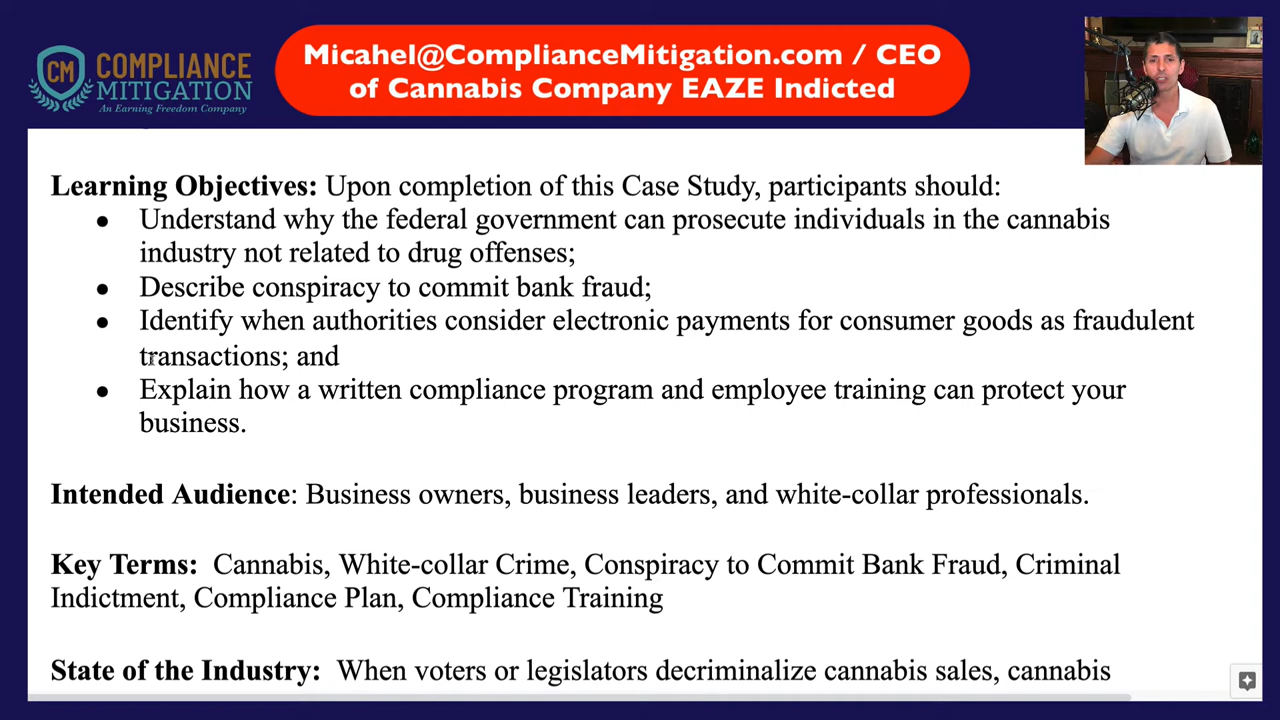 CM
COMPLIANCE
MITIGATION
An Earning Freedom Company
Micahel@ComplianceMitigation.com / CEO
of Cannabis Company EAZE Indicted
Learning Objectives: Upon completion of this Case Study, participants should:
● Understand why the federal government can prosecute individuals in the cannabis
industry not related to drug offenses;
● Describe conspiracy to commit bank fraud;
● Identify when authorities consider electronic payments for consumer goods as fraudulent
transactions; and
● Explain how a written compliance program and employee training can protect your
business.
Intended Audience: Business owners, business leaders, and white-collar professionals.
Key Terms: Cannabis, White-collar Crime, Conspiracy to Commit Bank Fraud, Criminal
Indictment, Compliance Plan, Compliance Training
State of the Industry: When voters or legislators decriminalize cannabis sales, cannabis